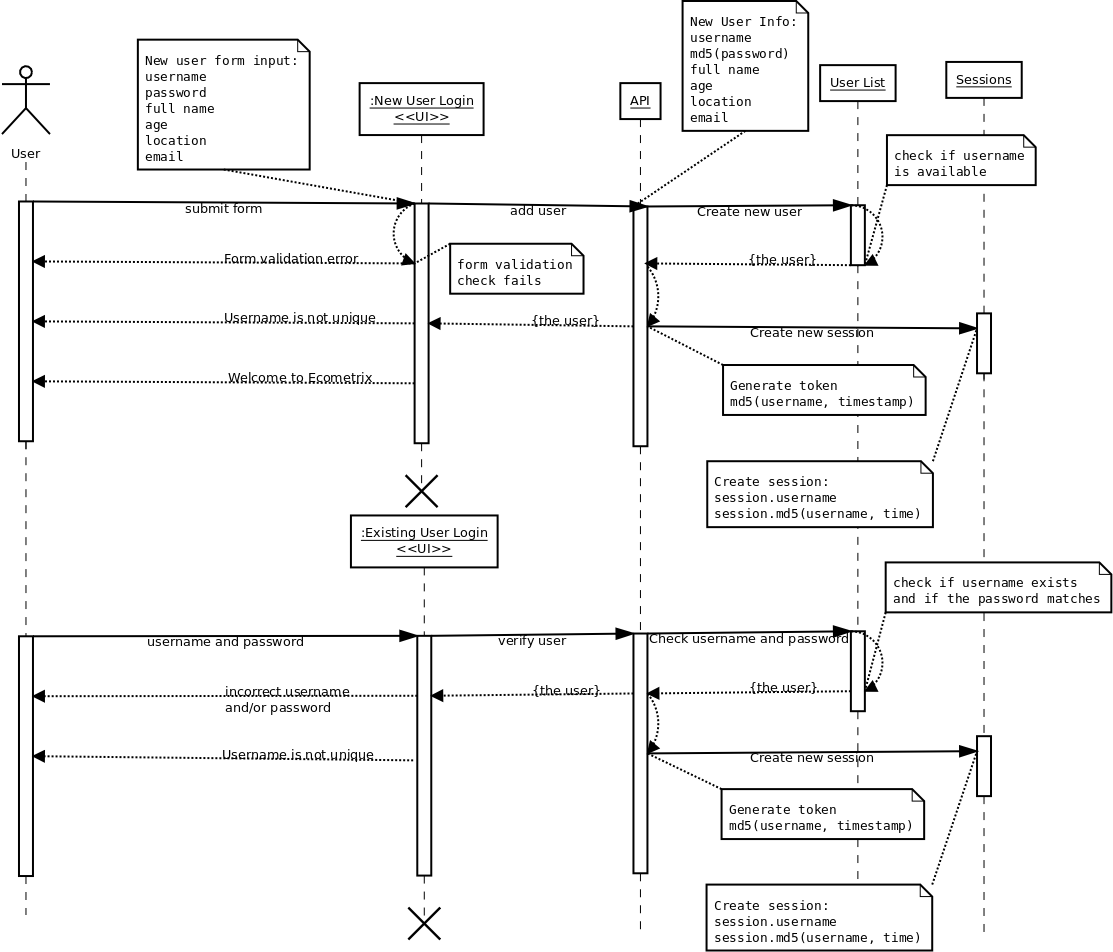 New User Info:
username
md5(password)
full name
age
location
email
New user form input:
username
password
full name
age
location
email
User
:New User Login
<<UI>>
API
User List
Sessions
check if username
is available
submit form
add user
Create new user
Form validation error
form validation
check fails
{the user}
Username is not unique
{the user}
Create new session
Welcome to Ecometrix
Generate token
md5(username, timestamp)
Create session:
session.username
session.md5(username, time)
:Existing User Login
<<UI>>
check if username exists
and if the password matches
username and password
verify user
Check username and password
incorrect username
and/or password
{the user}
{the user}
Username is not unique
Create new session
Generate token
md5(username, timestamp)
Create session:
session.username
session.md5(username, time)